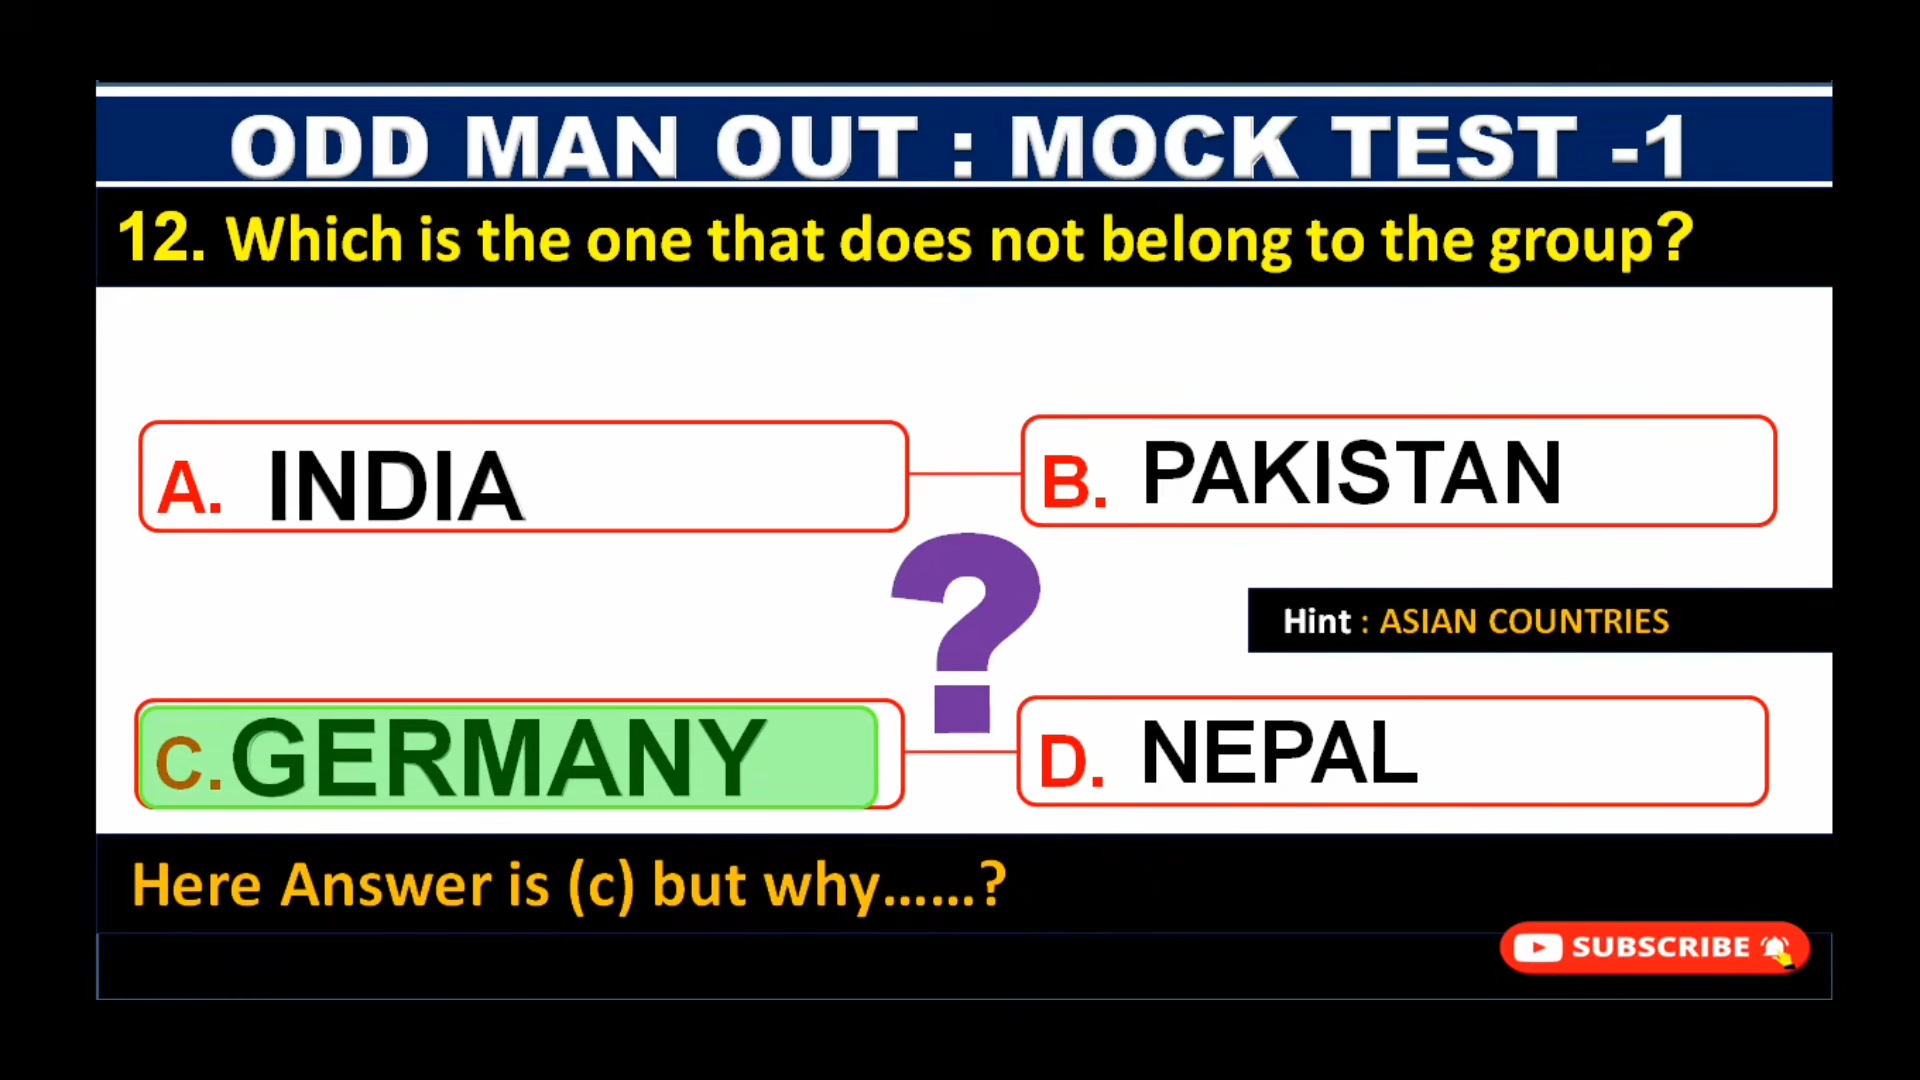 ODD MAN OUT : MOCK TEST -1
12. Which is the one that does not belong to the group?
A. INDIA
B. PAKISTAN
?
Hint : ASIAN COUNTRIES
C. GERMANY
D. NEPAL
Here Answer is (c) but why......?
SUBSCRIBE